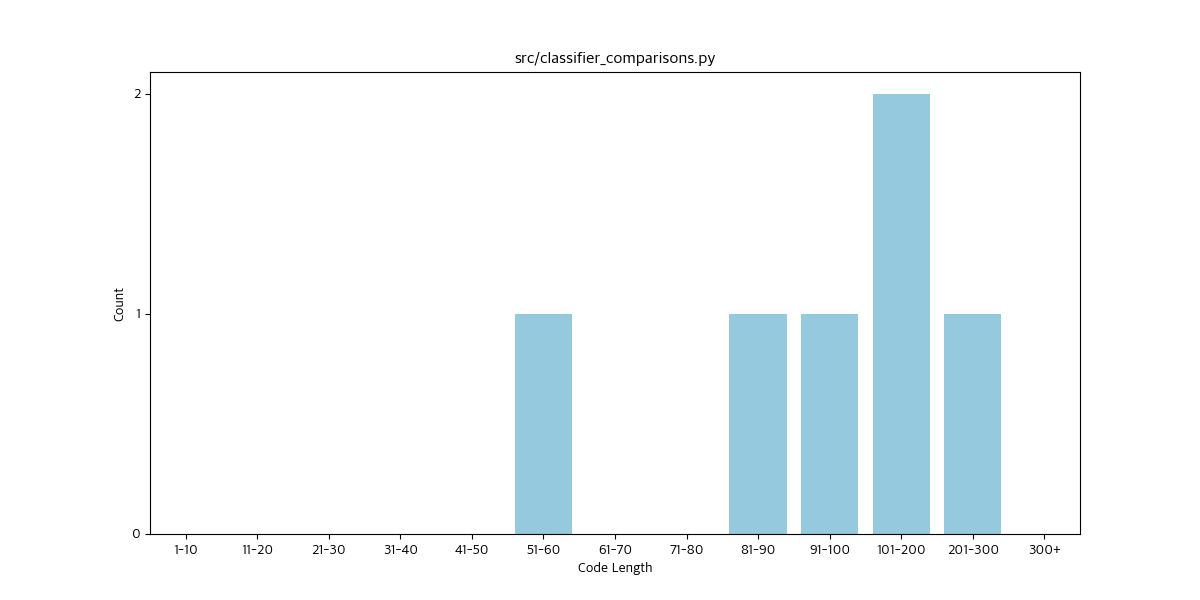 src/classifier_comparisons.py
2
1
0
Count
1-10 11-20 21-30 31-40 41-50 51-60 61-70 71-80 81-90 91-100 101-200 201-300 300+
Code Length